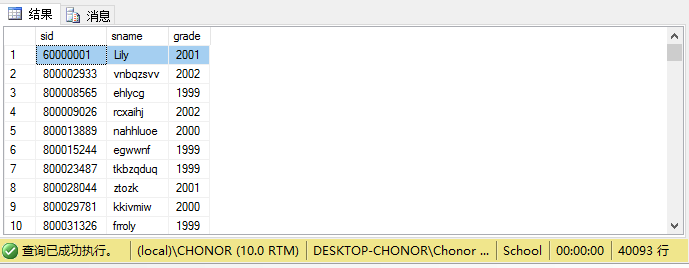 结果 消息
sid sname grade
1 60000001 Lily 2001
2 800002933 vnbqzsvv 2002
3 800008565 ehlycg 1999
4 800009026 rcxaihj 2002
5 800013889 nahhluoe 2000
6 800015244 egwwnf 1999
7 800023487 tkbzqduq 1999
8 800028044 ztozk 2001
9 800029781 kkivmiw 2000
10 800031326 frroly 1999
查询已成功执行。 (local)\CHONOR (10.0 RTM) DESKTOP-CHONOR\Chonor ... School 00:00:00 40093 行